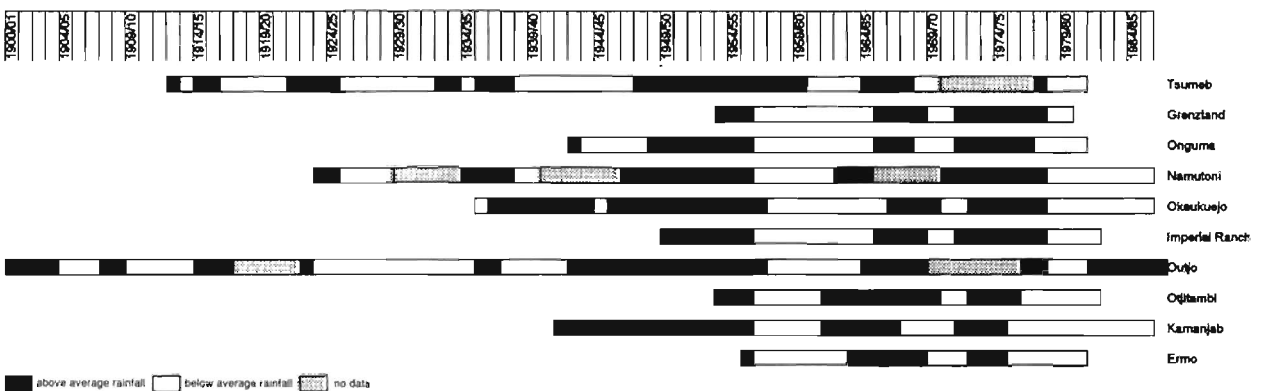 1900/01 1904/05 1909/10 1914/15 1919/20 1924/25 1929/30 1934/35 1939/40 1944/45 1949/50 1954/55 1959/60 1964/65 1969/70 1974/75 1979/80 1984/85
Tsumeb
Grenzland
Onguma
Namutoni
Okaukuejo
Imperial Ranch
Outjo
Otjitambi
Kamanjab
Ermo
above average rainfall below average rainfall no data